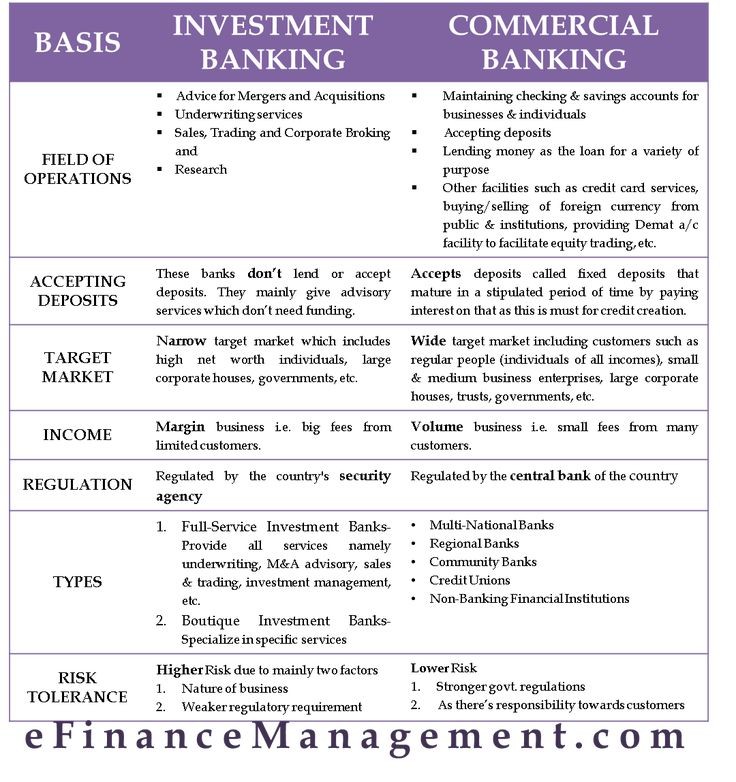 BASIS
INVESTMENT
BANKING
COMMERCIAL
BANKING
FIELD OF
OPERATIONS
▪ Advice for Mergers and Acquisitions
▪ Underwriting services
▪ Sales, Trading and Corporate Broking
and
▪ Research
▪ Maintaining checking & savings accounts for
businesses & individuals
▪ Accepting deposits
▪ Lending money as the loan for a variety of
purpose
▪ Other facilities such as credit card services,
buying/selling of foreign currency from
public & institutions, providing Demat a/c
facility to facilitate equity trading, etc.
ACCEPTING
DEPOSITS
These banks don't lend or accept
deposits. They mainly give advisory
services which don't need funding.
Accepts deposits called fixed deposits that
mature in a stipulated period of time by paying
interest on that as this is must for credit creation.
TARGET
MARKET
Narrow target market which includes
high net worth individuals, large
corporate houses, governments, etc.
Wide target market including customers such as
regular people (individuals of all incomes), small
& medium business enterprises, large corporate
houses, trusts, governments, etc.
INCOME
Margin business i.e. big fees from
limited customers.
Volume business i.e. small fees from many
customers.
REGULATION
Regulated by the country's security
agency
Regulated by the central bank of the country
TYPES
1. Full-Service Investment Banks-
Provide all services namely
underwriting, M&A advisory, sales
& trading, investment management,
etc.
2. Boutique Investment Banks-
Specialize in specific services
• Multi-National Banks
• Regional Banks
• Community Banks
• Credit Unions
• Non-Banking Financial Institutions
RISK
TOLERANCE
Higher Risk due to mainly two factors
1. Nature of business
2. Weaker regulatory requirement
Lower Risk
1. Stronger govt. regulations
2. As there's responsibility towards customers
eFinanceManagement.com